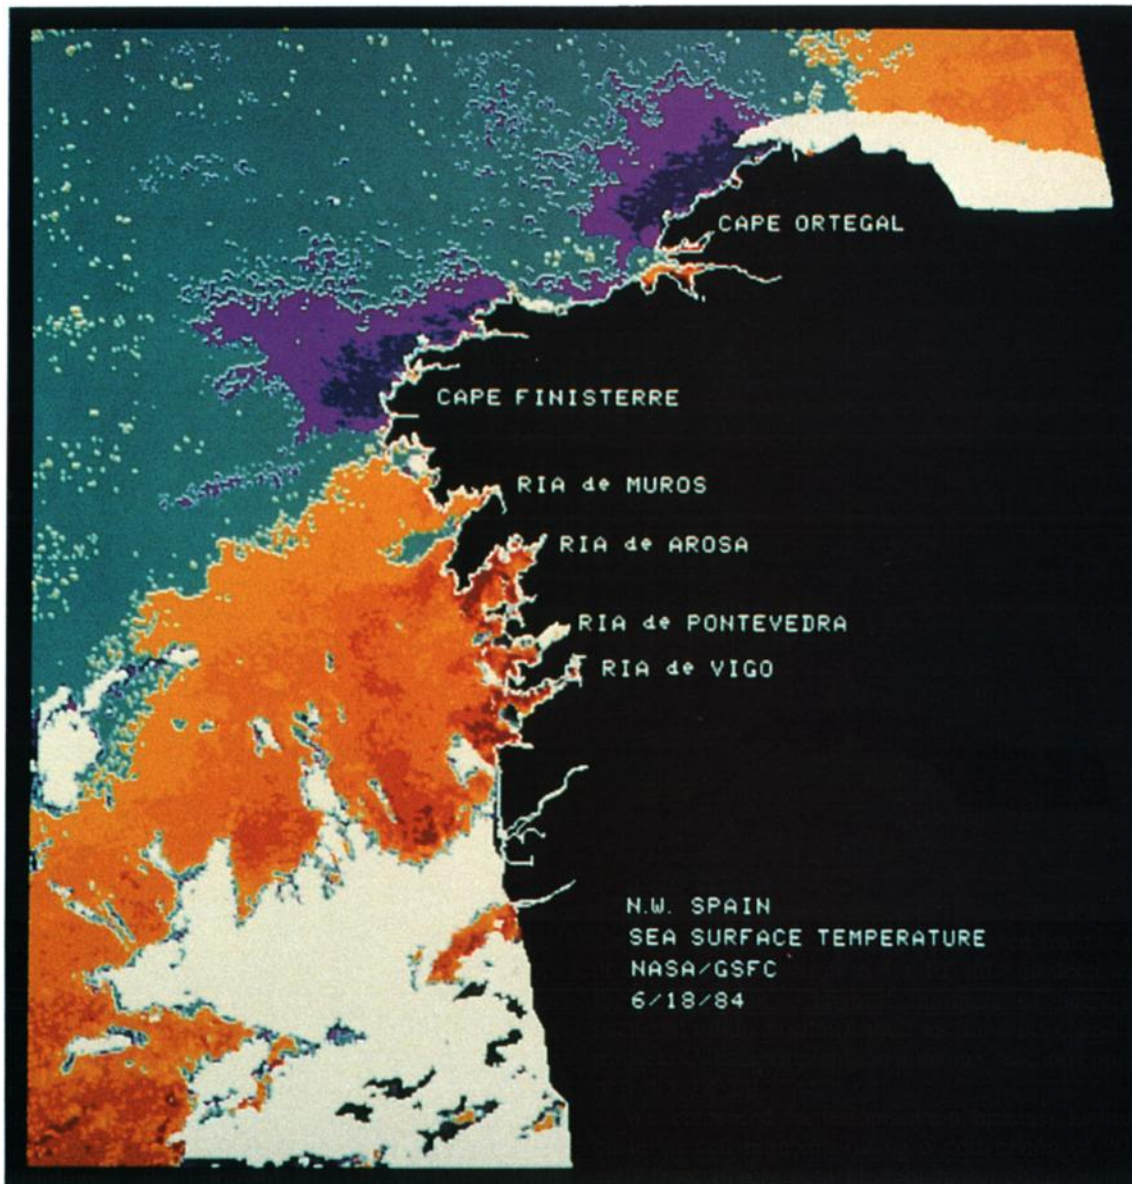 CAPE ORTEGAL
CAPE FINISTERRE
RIA de MUROS
RIA de AROSA
RIA de PONTEVEDRA
RIA de VIGO
N.W. SPAIN
SEA SURFACE TEMPERATURE
NASA/GSFC
6/18/84